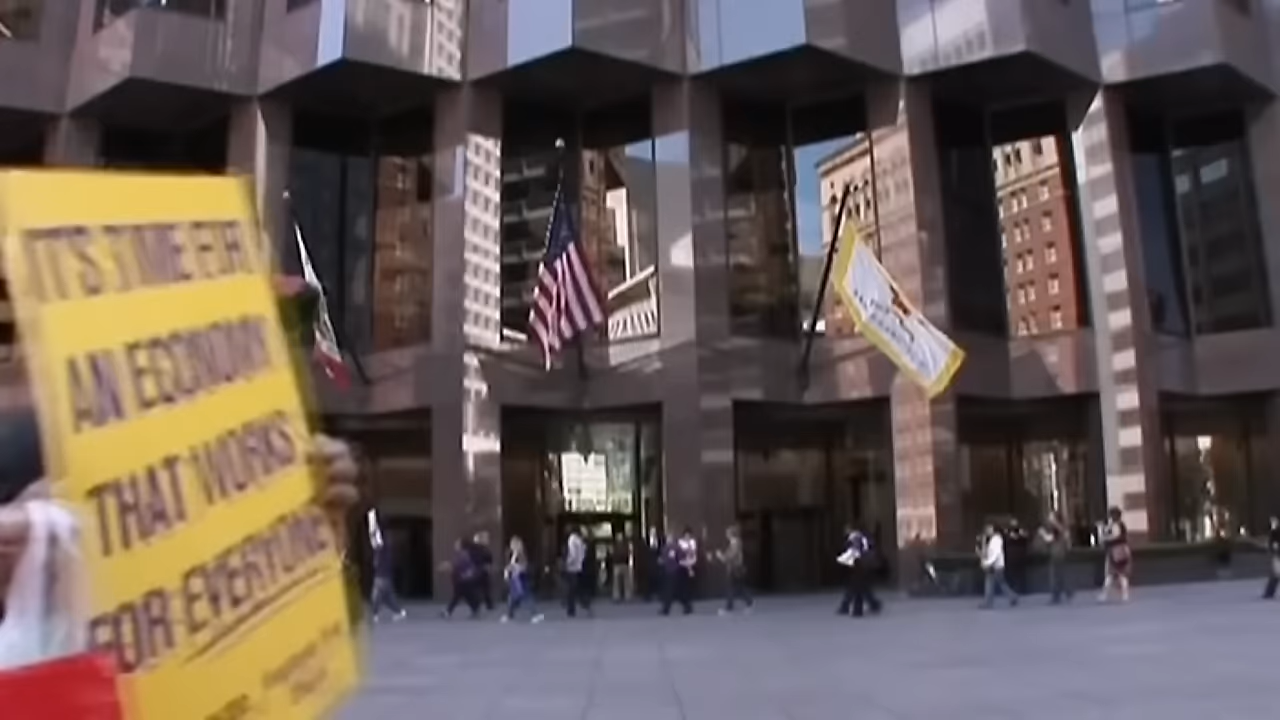 IT'S TIME FOR
AN ECONOMY
THAT WORKS
FOR EVERYONE